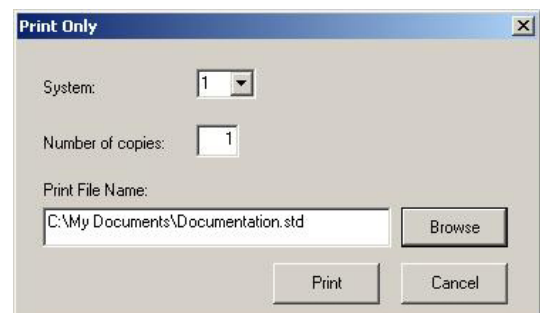 Print Only
System: 1
Number of copies: 1
Print File Name:
C:\My Documents\Documentation.std Browse
Print Cancel